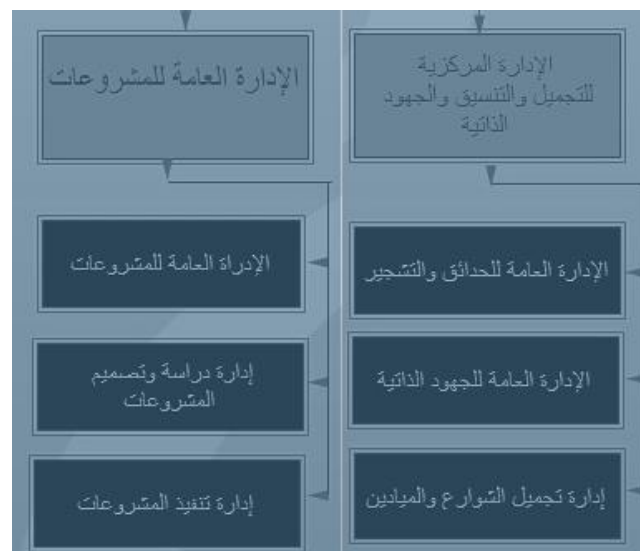 الإدارة المركزية
للتجميل والتنسيق والجهود
الذاتية
الإدارة العامة للحدائق والتشجير
الإدارة العامة للجهود الذاتية
إدارة تجميل الشوارع والميادين
الإدارة العامة للمشروعات
الإدراة العامة للمشروعات
إدارة دراسة وتصميم
المشروعات
إدارة تنفيذ المشروعات